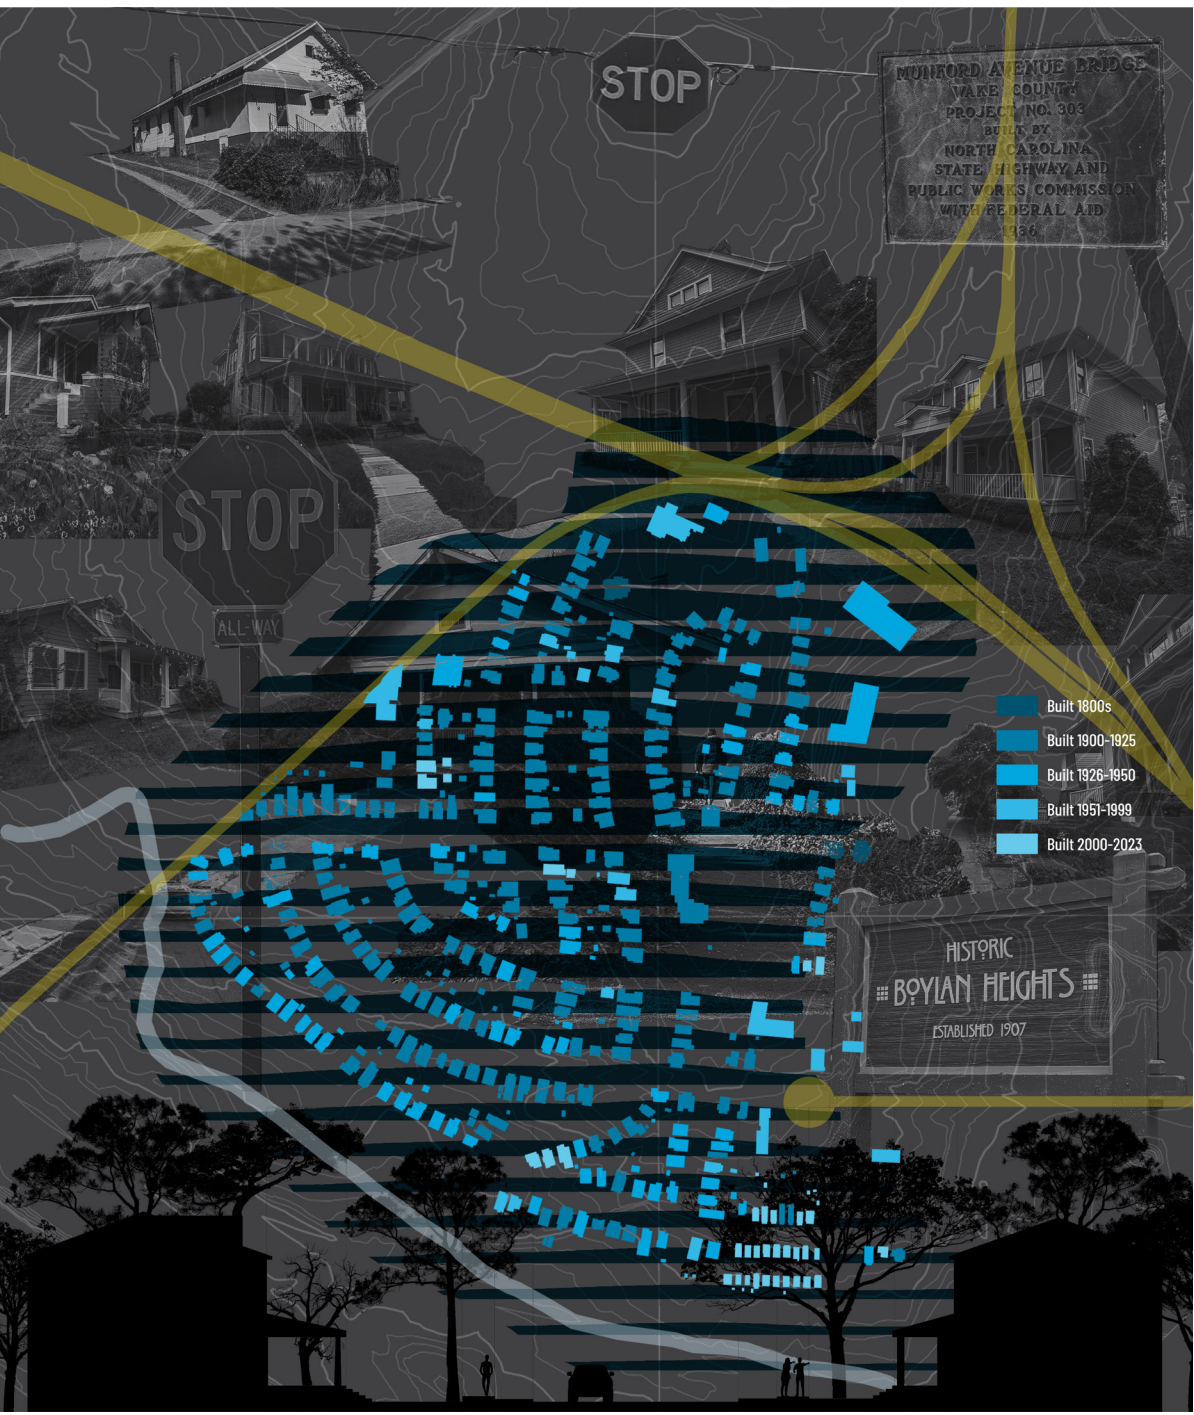 STOP
MUNFORD AVENUE BRIDGE
WAKE COUNTY
PROJECT NO. 303
BUILT BY
NORTH CAROLINA
STATE HIGHWAY AND
PUBLIC WORKS COMMISSION
WITH FEDERAL AID
1936
STOP
ALL-WAY
Built 1800s
Built 1900-1925
Built 1926-1950
Built 1951-1999
Built 2000-2023
HISTORIC
BOYLAN HEIGHTS
ESTABLISHED 1907